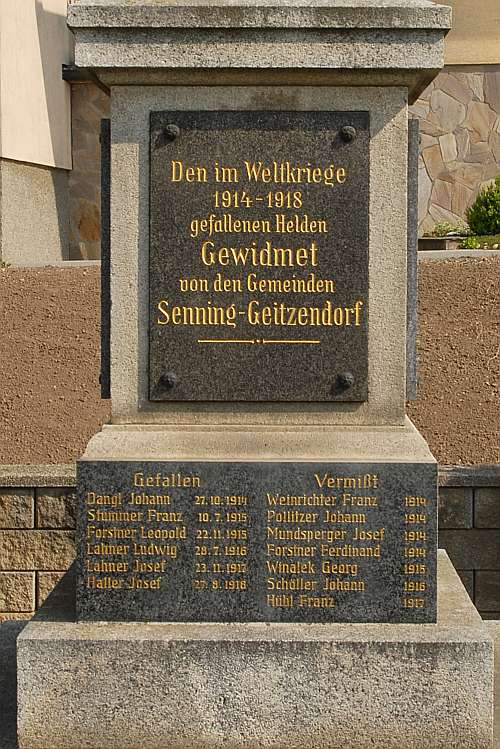 Den im Weltkriege
1914-1918
gefallenen Helden
Gewidmet
von den Gemeinden
Senning-Geitzendorf
Gefallen
Dangl Johann 27.10.1914
Stummer Franz 10.7.1915
Forstner Leopold 22.11.1915
Lahner Ludwig 28.7.1916
Lahner Josef 23.11.1917
Haller Josef 27.8.1918
Vermißt
Weinrichter Franz 1914
Pollitzer Johann 1914
Mundsperger Josef 1914
Forstner Ferdinand 1914
Winalek Georg 1915
Schöller Johann 1916
Hühl Franz 1917